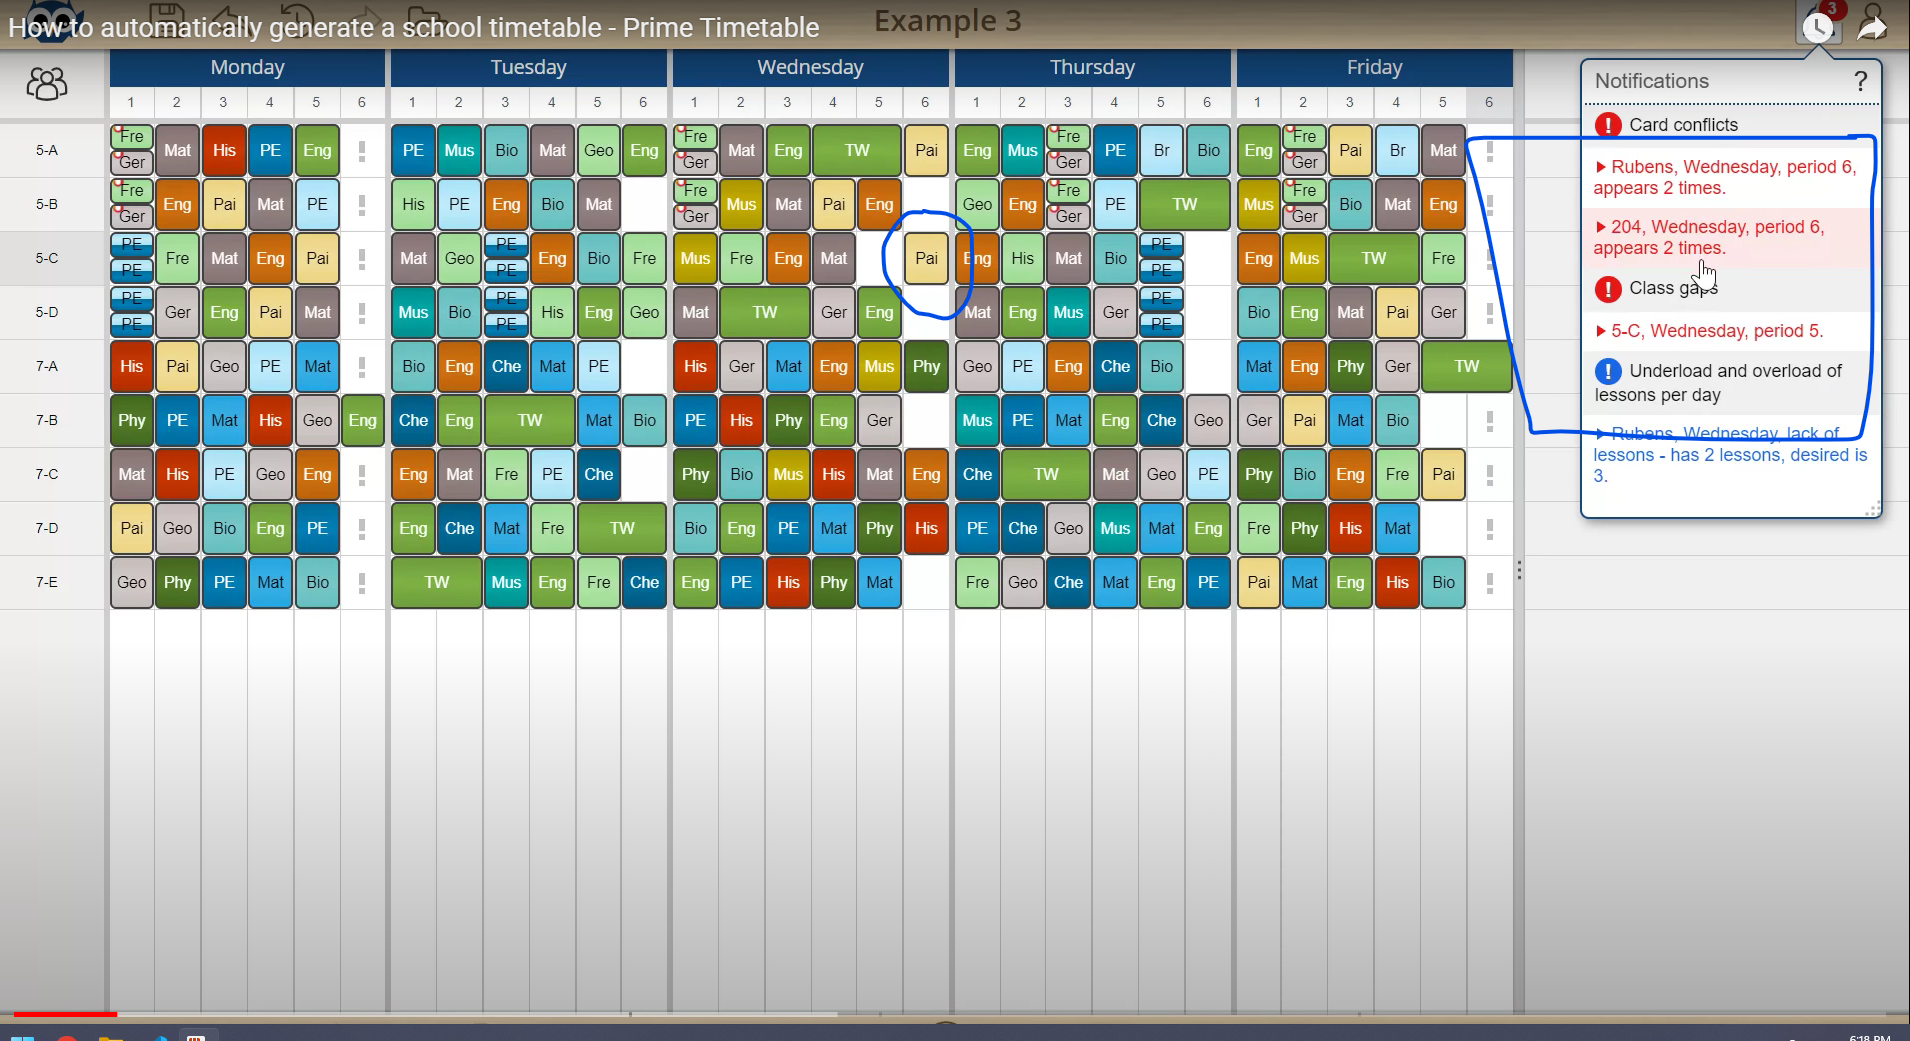 How to automatically generate a school timetable - Prime Timetable
Example 3
3
Monday Tuesday Wednesday Thursday Friday
1 2 3 4 5 6 1 2 3 4 5 6 1 2 3 4 5 6 1 2 3 4 5 6 1 2 3 4 5 6
5-A Fre Ger Mat His PE Eng PE Mus Bio Mat Geo Eng Fre Ger Mat Eng TW Pai Eng Mus Fre Ger PE Br Bio Eng Fre Ger Pai Br Mat
5-B Fre Ger Eng Pai Mat PE His PE Eng Bio Mat Fre Ger Mus Mat Pai Eng Geo Eng Fre Ger PE TW Mus Fre Ger Bio Mat Eng
5-C PE PE Fre Mat Eng Pai Mat Geo PE PE Eng Bio Fre Mus Fre Eng Mat Pai Eng His Mat Bio PE PE Eng Mus TW Fre
5-D PE PE Ger Eng Pai Mat Mus Bio PE PE His Eng Geo Mat TW Ger Eng Mat Eng Mus Ger PE PE Bio Eng Mat Pai Ger
7-A His Pai Geo PE Mat Bio Eng Che Mat PE His Ger Mat Eng Mus Phy Geo PE Eng Che Bio Mat Eng Phy Ger TW
7-B Phy PE Mat His Geo Eng Che Eng TW Mat Bio PE His Phy Eng Ger Mus PE Mat Eng Che Geo Ger Pai Mat Bio
7-C Mat His PE Geo Eng Eng Mat Fre PE Che Phy Bio Mus His Mat Eng Che TW Mat Geo PE Phy Bio Eng Fre Pai
7-D Pai Geo Bio Eng PE Eng Che Mat Fre TW Bio Eng PE Mat Phy His PE Che Geo Mus Mat Eng Fre Phy His Mat
7-E Geo Phy PE Mat Bio TW Mus Eng Fre Che Eng PE His Phy Mat Fre Geo Che Mat Eng PE Pai Mat Eng His Bio
Notifications ?
Card conflicts
Rubens, Wednesday, period 6,
appears 2 times.
204, Wednesday, period 6,
appears 2 times.
Class gaps
5-C, Wednesday, period 5.
Underload and overload of
lessons per day
Rubens, Wednesday, lack of
lessons - has 2 lessons, desired is
3.
6:18 PM